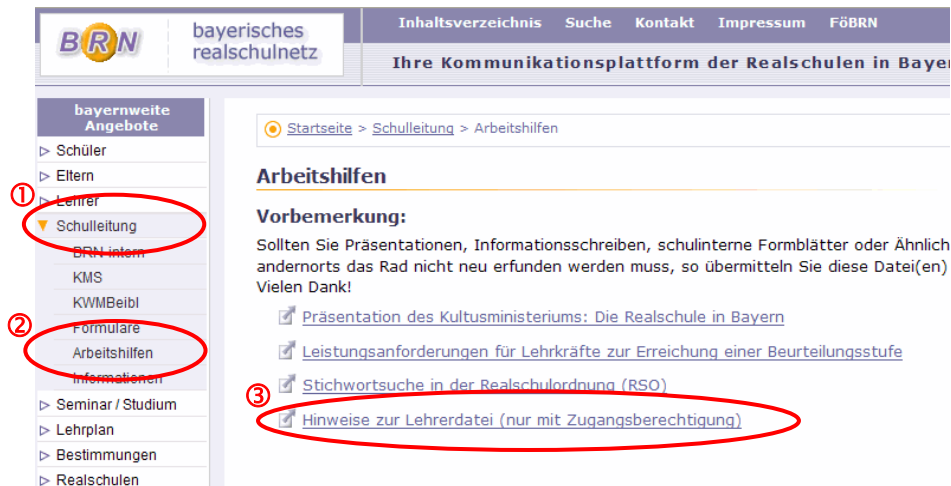 BRN
bayerisches
realschulnetz
Inhaltsverzeichnis Suche Kontakt Impressum FöBRN
Ihre Kommunikationsplattform der Realschulen in Bayer
bayernweite
Angebote
Schüler
Eltern
① Lehrer
Schulleitung
BRN intern
KMS
KWMBeibl
② Formulare
Arbeitshilfen
Informationen
Seminar / Studium
Lehrplan
Bestimmungen
Realschulen
Startseite > Schulleitung > Arbeitshilfen
Arbeitshilfen
Vorbemerkung:
Sollten Sie Präsentationen, Informationsschreiben, schulinterne Formblätter oder Ähnlich
andernorts das Rad nicht neu erfunden werden muss, so übermitteln Sie diese Datei(en)
Vielen Dank!
Präsentation des Kultusministeriums: Die Realschule in Bayern
Leistungsanforderungen für Lehrkräfte zur Erreichung einer Beurteilungsstufe
Stichwortsuche in der Realschulordnung (RSO)
③ Hinweise zur Lehrerdatei (nur mit Zugangsberechtigung)